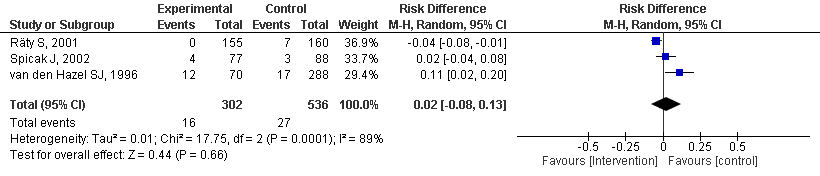 Experimental Control Risk Difference Risk Difference
Study or Subgroup Events Total Events Total Weight M-H, Random, 95% CI M-H, Random, 95% CI
Räty S, 2001 0 155 7 160 36.9% -0.04 [-0.08, -0.01]
Spicak J, 2002 4 77 3 88 33.7% 0.02 [-0.04, 0.08]
van den Hazel SJ, 1996 12 70 17 288 29.4% 0.11 [0.02, 0.20]
Total (95% CI) 302 536 100.0% 0.02 [-0.08, 0.13]
Total events 16 27
Heterogeneity: Tau² = 0.01; Chi² = 17.75, df = 2 (P = 0.0001); I² = 89%
Test for overall effect: Z = 0.44 (P = 0.66)
-0.5 -0.25 0 0.25 0.5
Favours [Intervention] Favours [control]